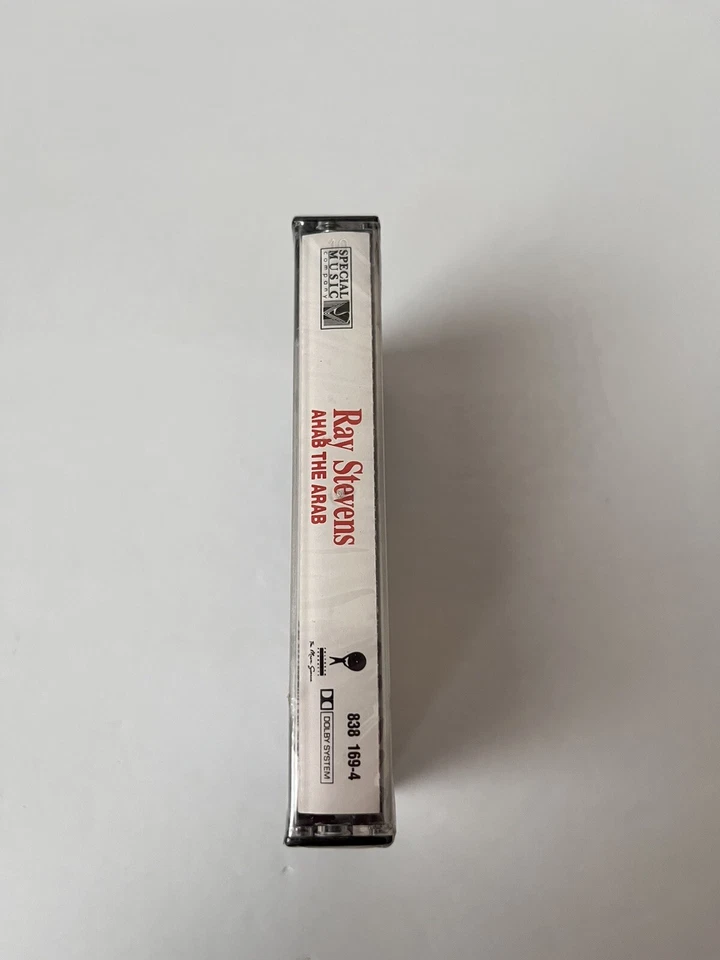 SPECIAL
MUSIC
company
Ray Stevens
AHAB THE ARAB
838 169-4
DOLBY SYSTEM